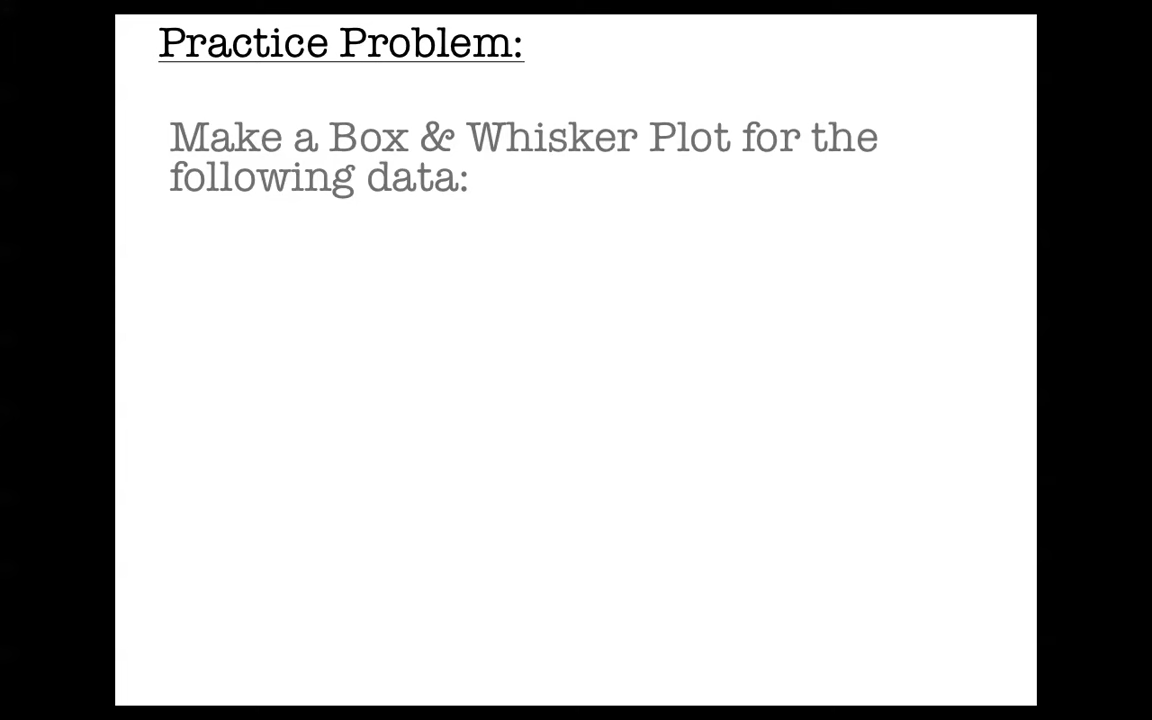 Practice Problem:
Make a Box & Whisker Plot for the
following data: